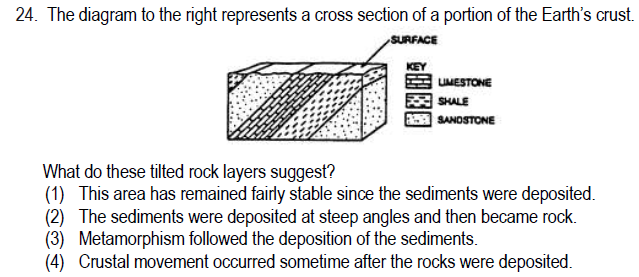 24. The diagram to the right represents a cross section of a portion of the Earth's crust.
SURFACE
KEY
LIMESTONE
SHALE
SANDSTONE
What do these tilted rock layers suggest?
(1) This area has remained fairly stable since the sediments were deposited.
(2) The sediments were deposited at steep angles and then became rock.
(3) Metamorphism followed the deposition of the sediments.
(4) Crustal movement occurred sometime after the rocks were deposited.